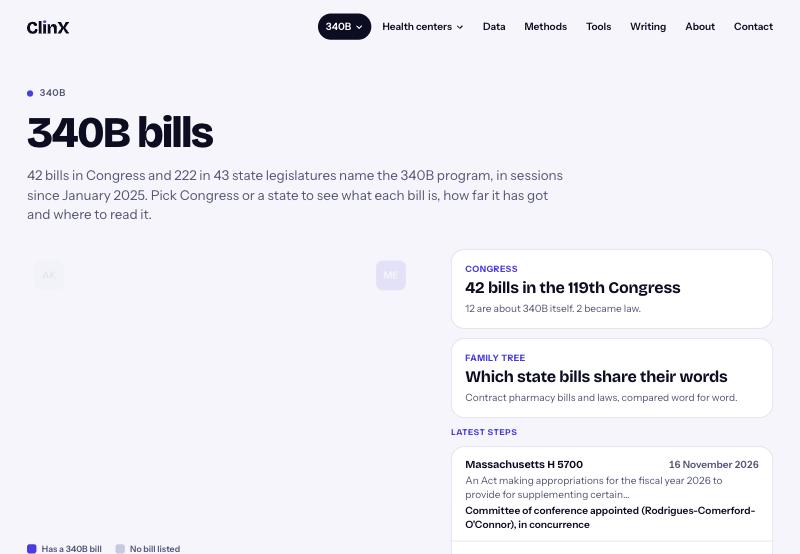 ClinX
340B
Health centers
Data
Methods
Tools
Writing
About
Contact
340B
340B bills
42 bills in Congress and 222 in 43 state legislatures name the 340B program, in sessions
since January 2025. Pick Congress or a state to see what each bill is, how far it has got
and where to read it.
AK
ME
CONGRESS
42 bills in the 119th Congress
12 are about 340B itself. 2 became law.
FAMILY TREE
Which state bills share their words
Contract pharmacy bills and laws, compared word for word.
LATEST STEPS
Massachusetts H 5700
16 November 2026
An Act making appropriations for the fiscal year 2026 to
provide for supplementing certain…
Committee of conference appointed (Rodrigues-Comerford-
O'Connor), in concurrence
Has a 340B bill
No bill listed